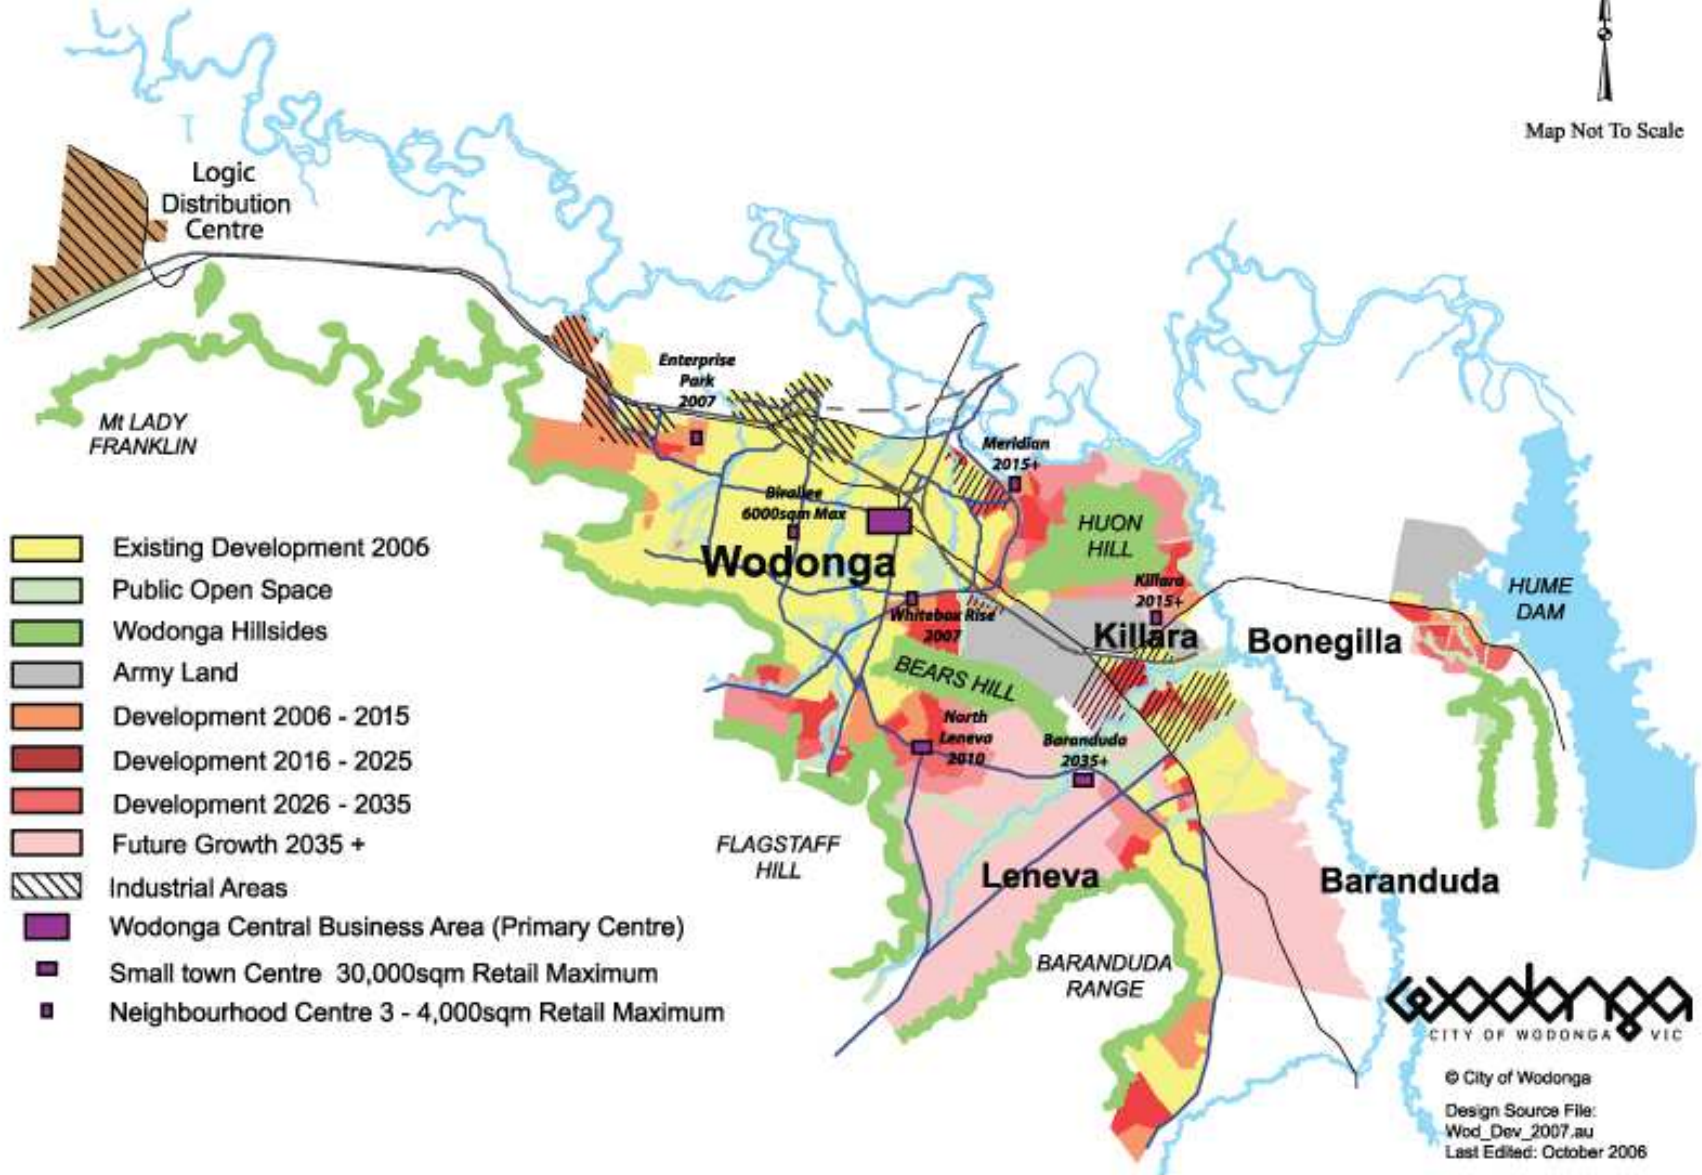 Map Not To Scale
Logic
Distribution
Centre
Enterprise
Park
2007
Mt LADY
FRANKLIN
Meridian
2015+
Birallee
6000sqm Max
HUON
HILL
Wodonga
Killara
2015+
HUME
DAM
Whitebox Rise
2007
Killara
Bonegilla
BEARS HILL
North
Leneva
2010
Baranduda
2035+
FLAGSTAFF
HILL
Leneva
Baranduda
BARANDUDA
RANGE
Existing Development 2006
Public Open Space
Wodonga Hillsides
Army Land
Development 2006 - 2015
Development 2016 - 2025
Development 2026 - 2035
Future Growth 2035 +
Industrial Areas
Wodonga Central Business Area (Primary Centre)
Small town Centre 30,000sqm Retail Maximum
Neighbourhood Centre 3 - 4,000sqm Retail Maximum
wodonga
CITY OF WODONGA VIC
© City of Wodonga
Design Source File:
Wod_Dev_2007.au
Last Edited: October 2006